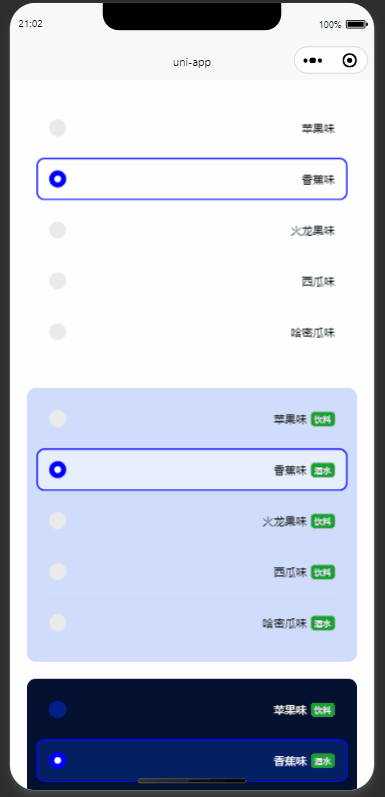 21:02
100%
uni-app
苹果味
香蕉味
火龙果味
西瓜味
哈密瓜味
苹果味 饮料
香蕉味 酒水
火龙果味 饮料
西瓜味 饮料
哈密瓜味 酒水
苹果味 饮料
香蕉味 酒水